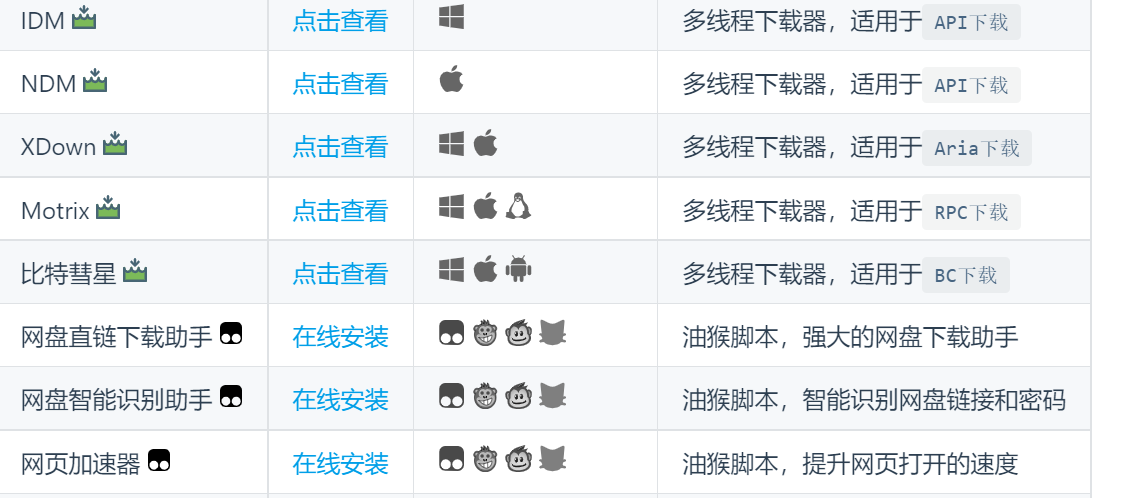 IDM 点击查看 多线程下载器，适用于 API下载
NDM 点击查看 多线程下载器，适用于 API下载
XDown 点击查看 多线程下载器，适用于 Aria下载
Motrix 点击查看 多线程下载器，适用于 RPC下载
比特彗星 点击查看 多线程下载器，适用于 BC下载
网盘直链下载助手 在线安装 油猴脚本，强大的网盘下载助手
网盘智能识别助手 在线安装 油猴脚本，智能识别网盘链接和密码
网页加速器 在线安装 油猴脚本，提升网页打开的速度